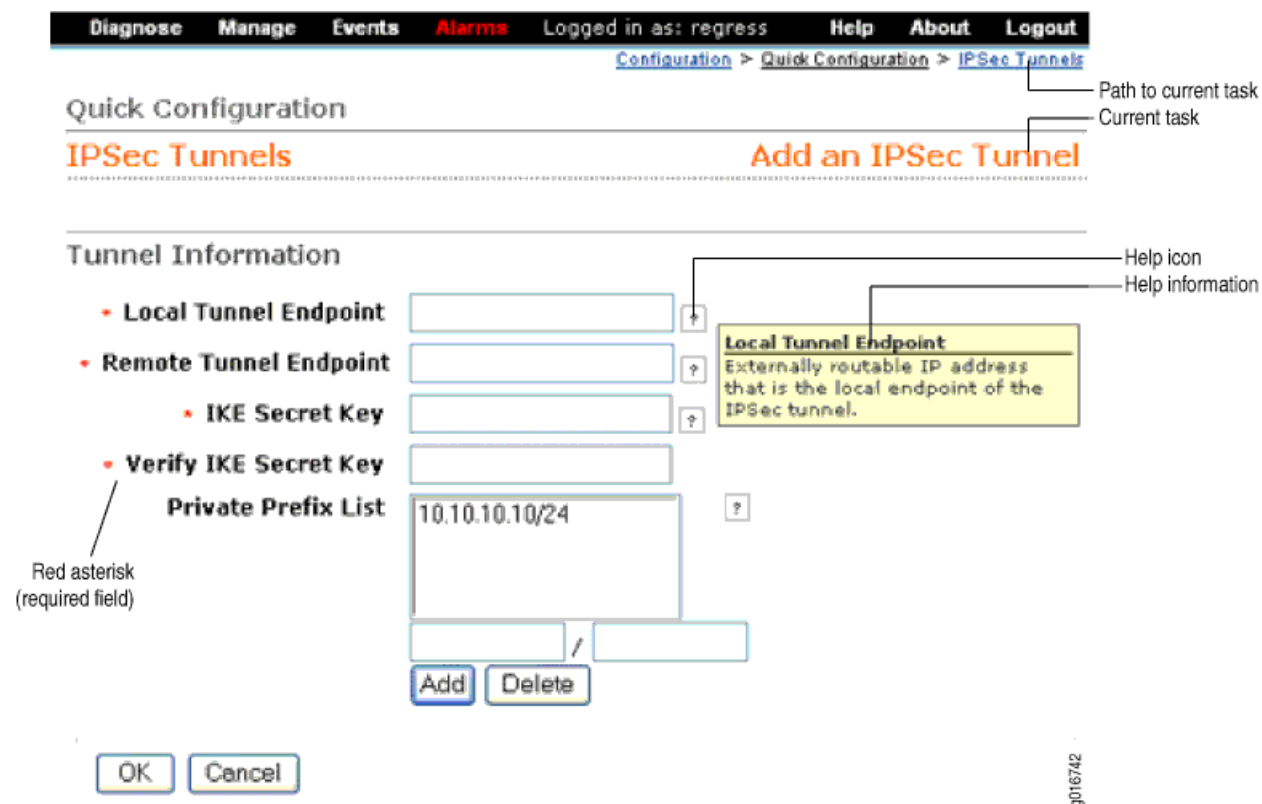 Diagnose Manage Events Alarms Logged in as: regress Help About Logout
Configuration > Quick Configuration > IPSec Tunnels
Path to current task
Quick Configuration
Current task
IPSec Tunnels Add an IPSec Tunnel
Tunnel Information
Help icon
Help information
* Local Tunnel Endpoint ?
Local Tunnel Endpoint
Externally routable IP address
that is the local endpoint of the
IPSec tunnel.
* Remote Tunnel Endpoint ?
* IKE Secret Key ?
* Verify IKE Secret Key
Private Prefix List 10.10.10.10/24 ?
Red asterisk
(required field)
/
Add Delete
OK Cancel
g016742